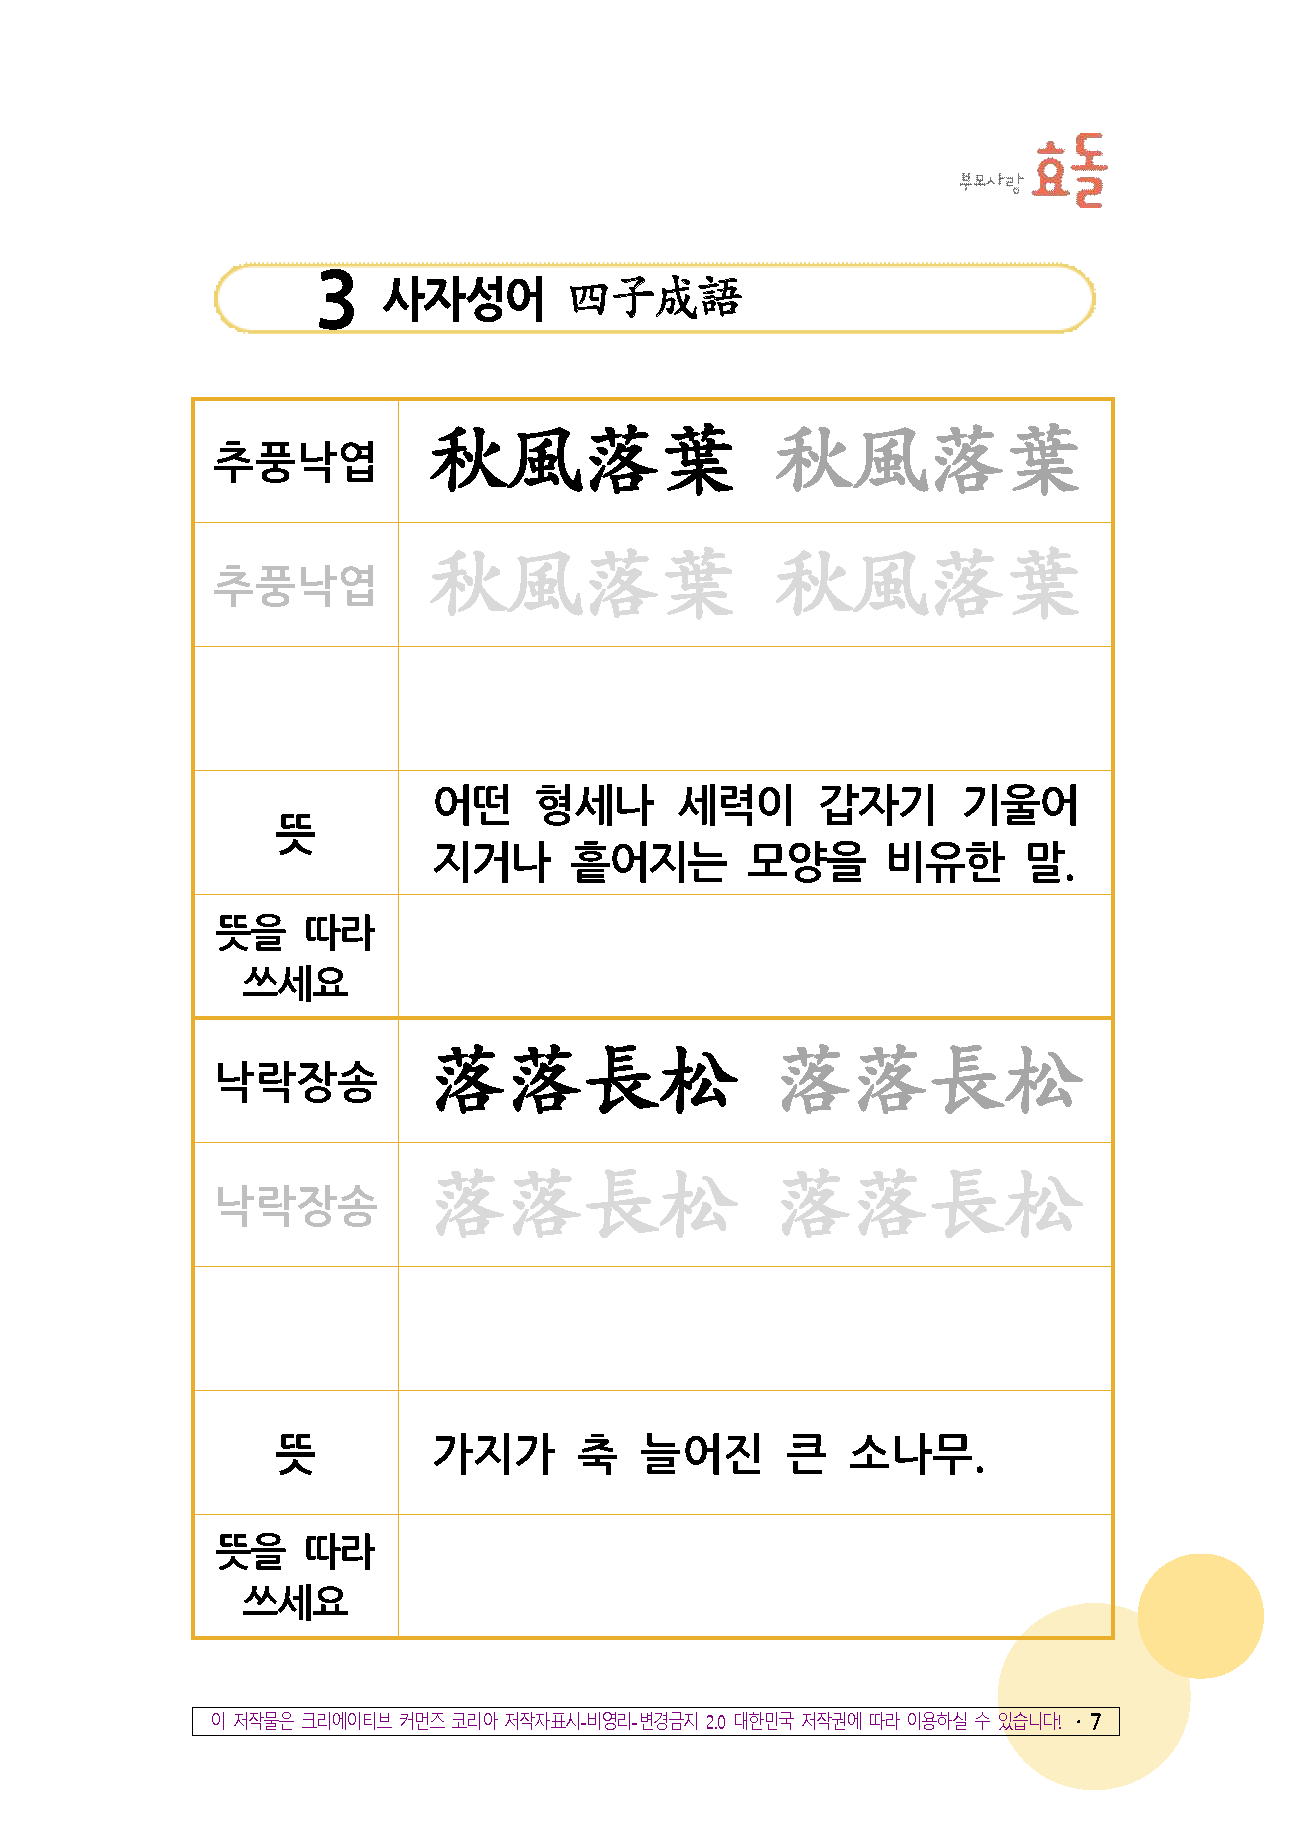 부모사랑 효돌
3 사자성어 四子成語
추풍낙엽 秋風落葉 秋風落葉
추풍낙엽 秋風落葉 秋風落葉
뜻 어떤 형세나 세력이 갑자기 기울어
지거나 흩어지는 모양을 비유한 말.
뜻을 따라
쓰세요
낙락장송 落落長松 落落長松
낙락장송 落落長松 落落長松
뜻 가지가 축 늘어진 큰 소나무.
뜻을 따라
쓰세요
이 저작물은 크리에이티브 커먼즈 코리아 저작자표시-비영리-변경금지 2.0 대한민국 저작권에 따라 이용하실 수 있습니다! · 7